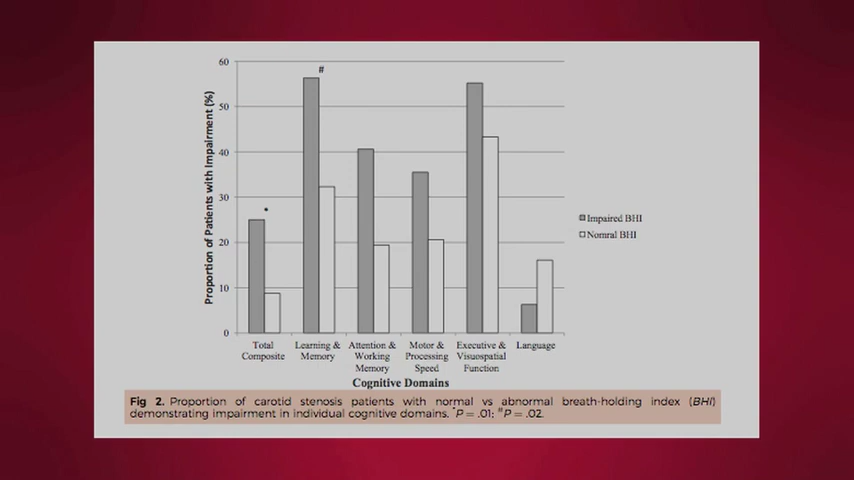 60
50
40
30
20
10
0
Proportion of Patients with Impairment (%)
*
#
Impaired BHI
Nomral BHI
Total Composite
Learning & Memory
Attention & Working Memory
Motor & Processing Speed
Executive & Visuospatial Function
Language
Cognitive Domains
Fig 2. Proportion of carotid stenosis patients with normal vs abnormal breath-holding index (BHI)
demonstrating impairment in individual cognitive domains. *P = .01; #P = .02.